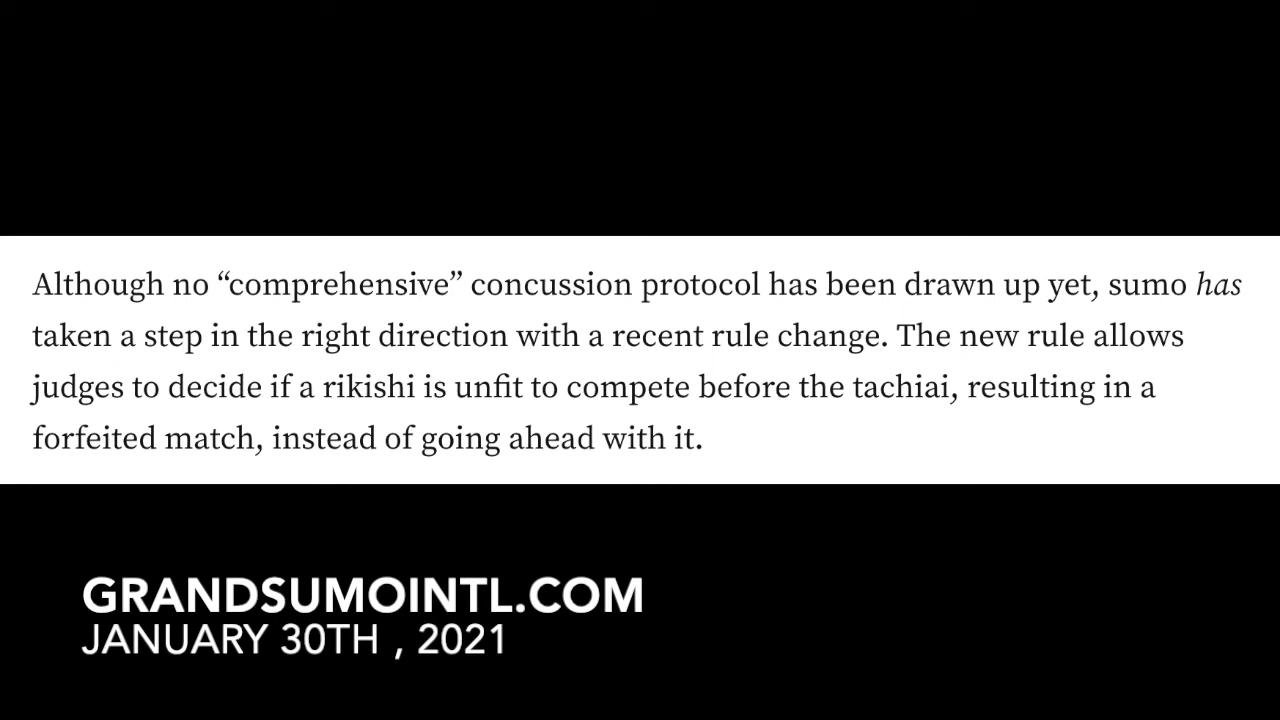 Although no “comprehensive” concussion protocol has been drawn up yet, sumo has
taken a step in the right direction with a recent rule change. The new rule allows
judges to decide if a rikishi is unfit to compete before the tachiai, resulting in a
forfeited match, instead of going ahead with it.
GRANDSUMOINTL.COM
JANUARY 30TH , 2021